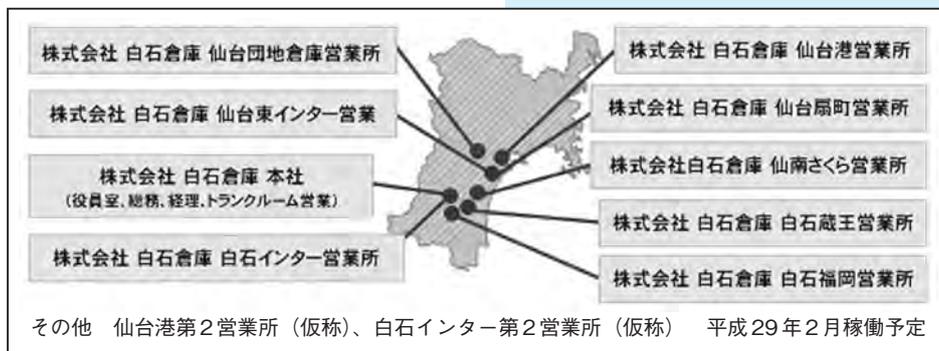 株式会社 白石倉庫 仙台団地倉庫営業所
株式会社 白石倉庫 仙台東インター営業
株式会社 白石倉庫 本社
（役員室、総務、経理、トランクルーム営業）
株式会社 白石倉庫 白石インター営業所
株式会社 白石倉庫 仙台港営業所
株式会社 白石倉庫 仙台扇町営業所
株式会社白石倉庫 仙南さくら営業所
株式会社 白石倉庫 白石蔵王営業所
株式会社 白石倉庫 白石福岡営業所
その他　仙台港第２営業所（仮称）、白石インター第２営業所（仮称）　平成29年２月稼働予定